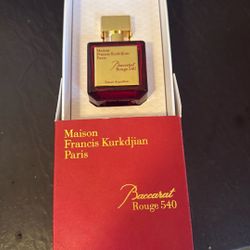 Maison
Francis Kurkdjian
Paris
Baccarat
Rouge 540
Maison
Francis Kurkdjian
Paris
Baccarat
Rouge 540